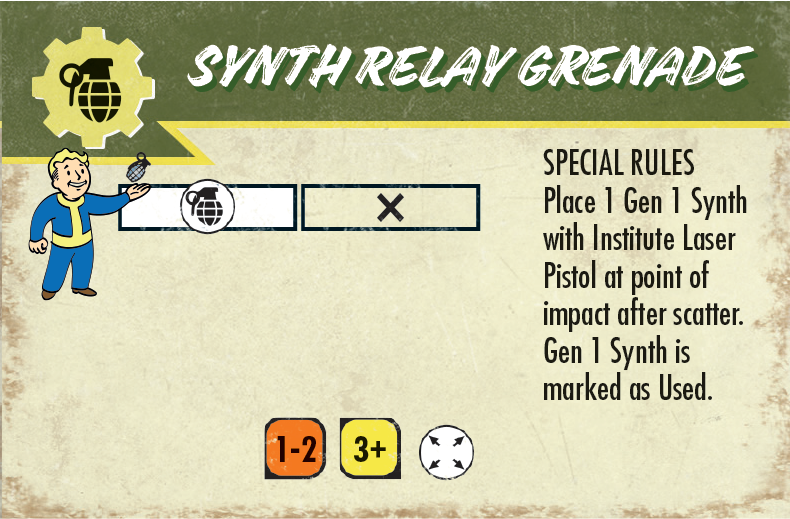 SYNTH RELAY GRENADE
SPECIAL RULES
Place 1 Gen 1 Synth
with Institute Laser
Pistol at point of
impact after scatter.
Gen 1 Synth is
marked as Used.
1-2 3+